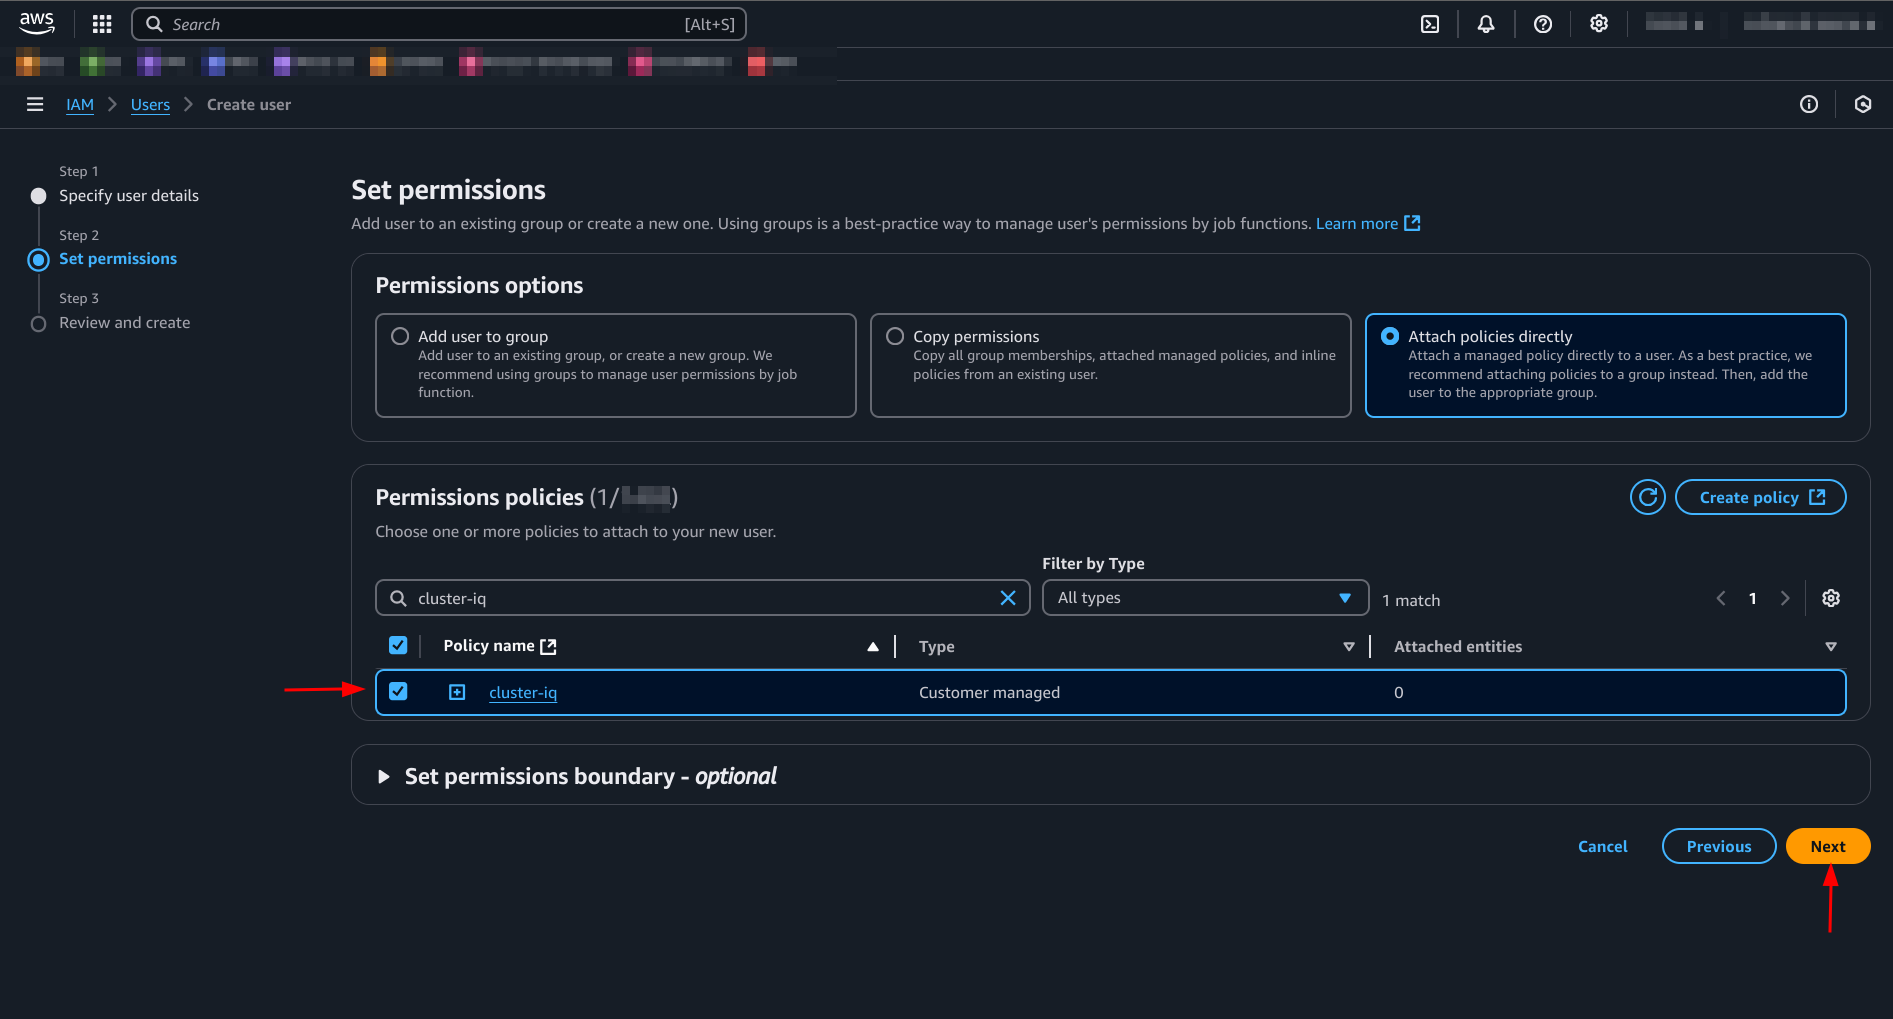 aws
Search [Alt+S]
IAM Users Create user
Step 1
Specify user details
Step 2
Set permissions
Step 3
Review and create
Set permissions
Add user to an existing group or create a new one. Using groups is a best-practice way to manage user's permissions by job functions. Learn more
Permissions options
Add user to group
Add user to an existing group, or create a new group. We
recommend using groups to manage user permissions by job
function.
Copy permissions
Copy all group memberships, attached managed policies, and inline
policies from an existing user.
Attach policies directly
Attach a managed policy directly to a user. As a best practice, we
recommend attaching policies to a group instead. Then, add the
user to the appropriate group.
Permissions policies (1/ )
Create policy
Choose one or more policies to attach to your new user.
Filter by Type
cluster-iq
All types
1 match
1
Policy name Type Attached entities
cluster-iq Customer managed 0
Set permissions boundary - optional
Cancel Previous Next